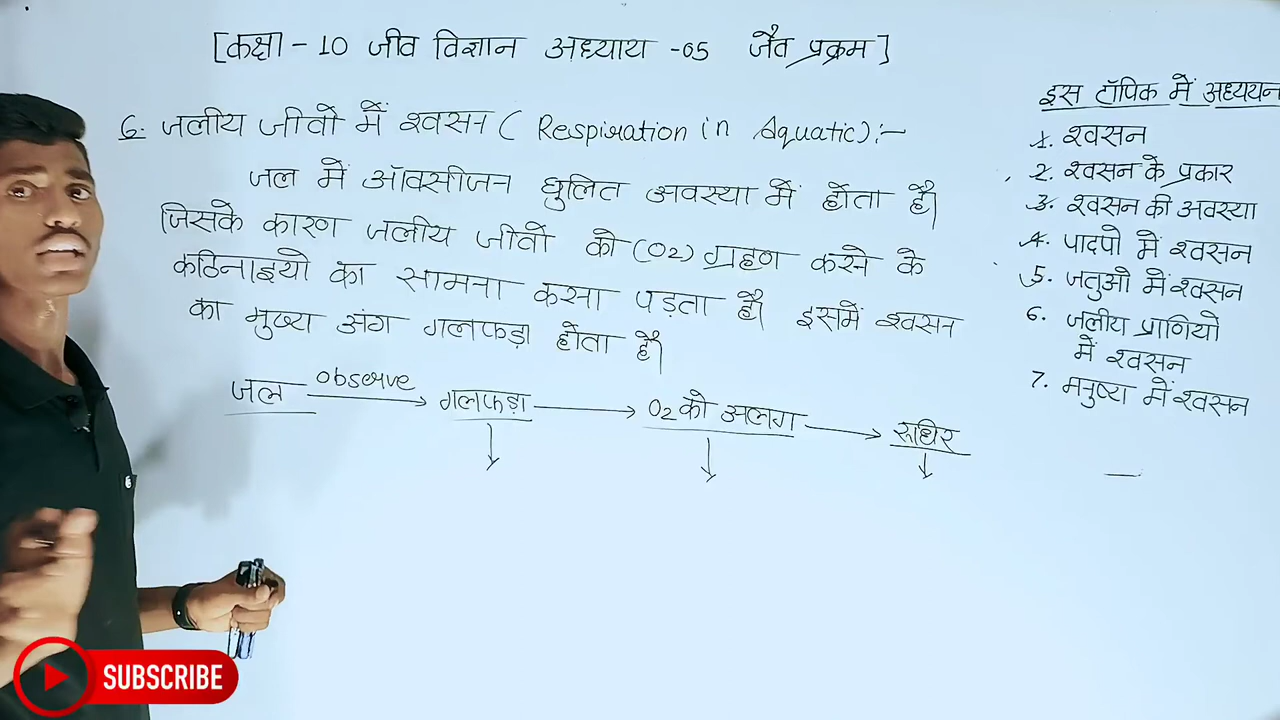 [कक्षा - 10 जीव विज्ञान अध्याय -05 जैव प्रक्रम]
6. जलीय जीवों में श्वसन ( Respiration in Aquatic):-
जल में ऑक्सीजन घुलित अवस्था में होता है।
जिसके कारण जलीय जीवों को (O2) ग्रहण करने के
कठिनाइयो का सामना करना पड़ता है। इसमें श्वसन
का मुख्य अंग गलफड़ा होता है।
जल observe गलफड़ा O2 को अलग रूधिर
इस टॉपिक में अध्ययन
1. श्वसन
2. श्वसन के प्रकार
3. श्वसन की अवस्था
4. पादपो में श्वसन
5. जतुओ में श्वसन
6. जलीय प्राणियो
में श्वसन
7. मनुष्य में श्वसन
SUBSCRIBE